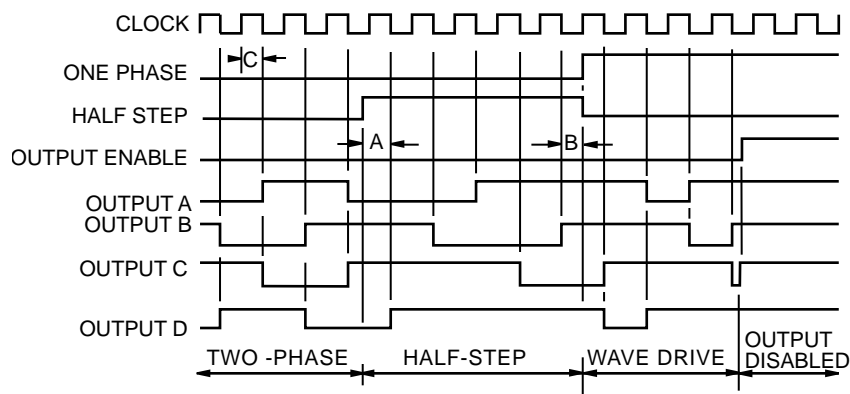 CLOCK
C
ONE PHASE
HALF STEP
A
B
OUTPUT ENABLE
OUTPUT A
OUTPUT B
OUTPUT C
OUTPUT D
TWO -PHASE
HALF-STEP
WAVE DRIVE
OUTPUT
DISABLED